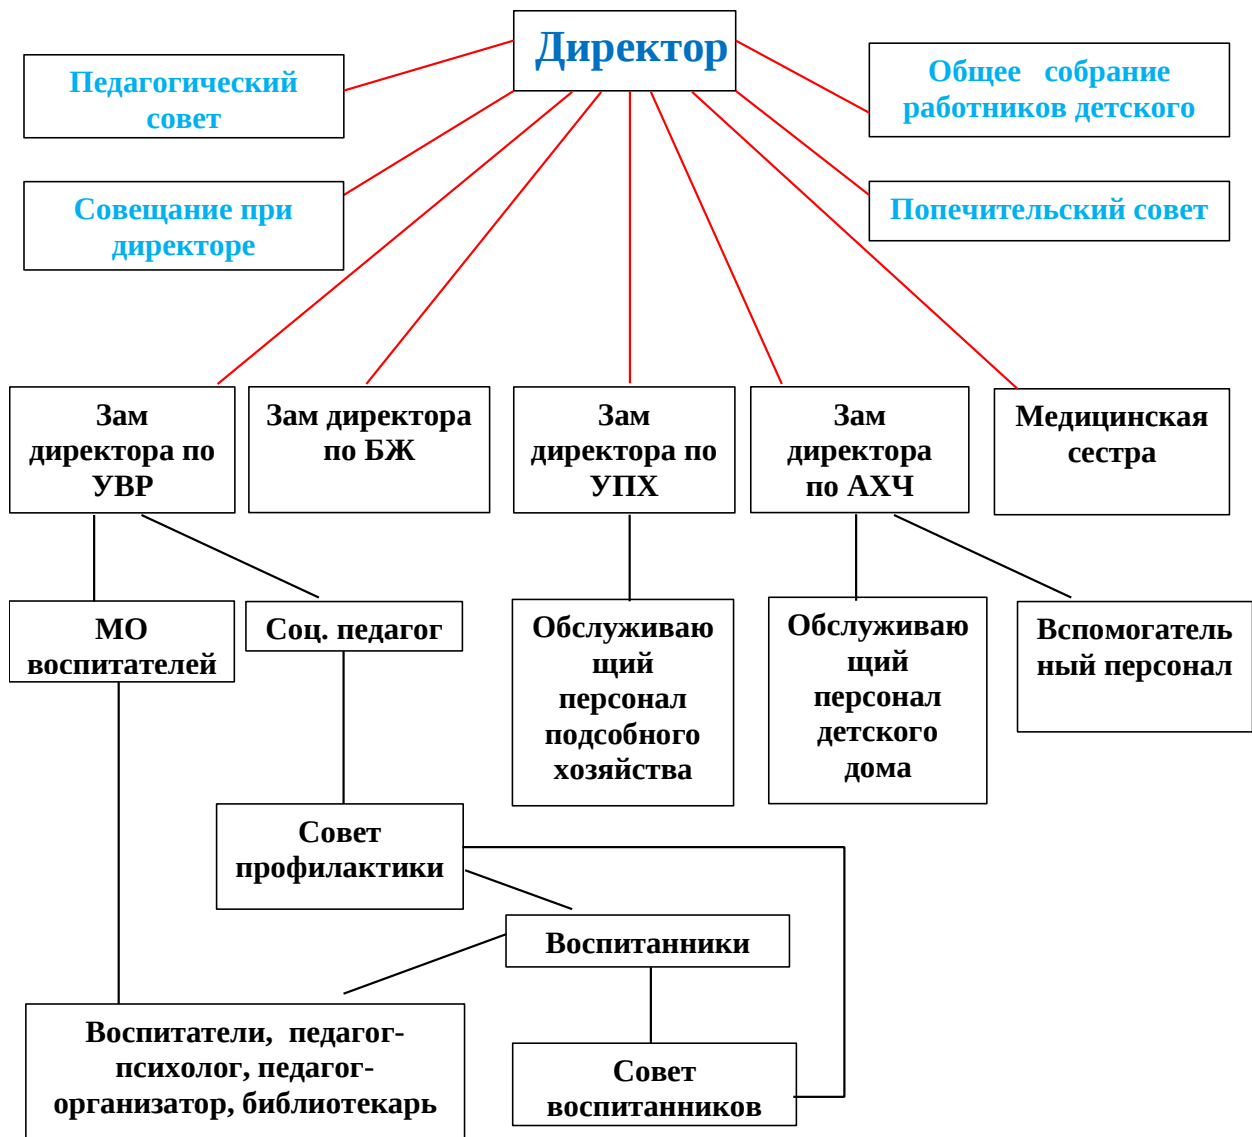 Директор
Педагогический
совет
Общее собрание
работников детского
Совещание при
директоре
Попечительский совет
Зам
директора по
УВР
Зам директора
по БЖ
Зам
директора по
УПХ
Зам
директора
по АХЧ
Медицинская
сестра
МО
воспитателей
Соц. педагог
Обслуживаю
щий
персонал
подсобного
хозяйства
Обслуживаю
щий
персонал
детского
дома
Вспомогатель
ный персонал
Совет
профилактики
Воспитанники
Воспитатели, педагог-
психолог, педагог-
организатор, библиотекарь
Совет
воспитанников